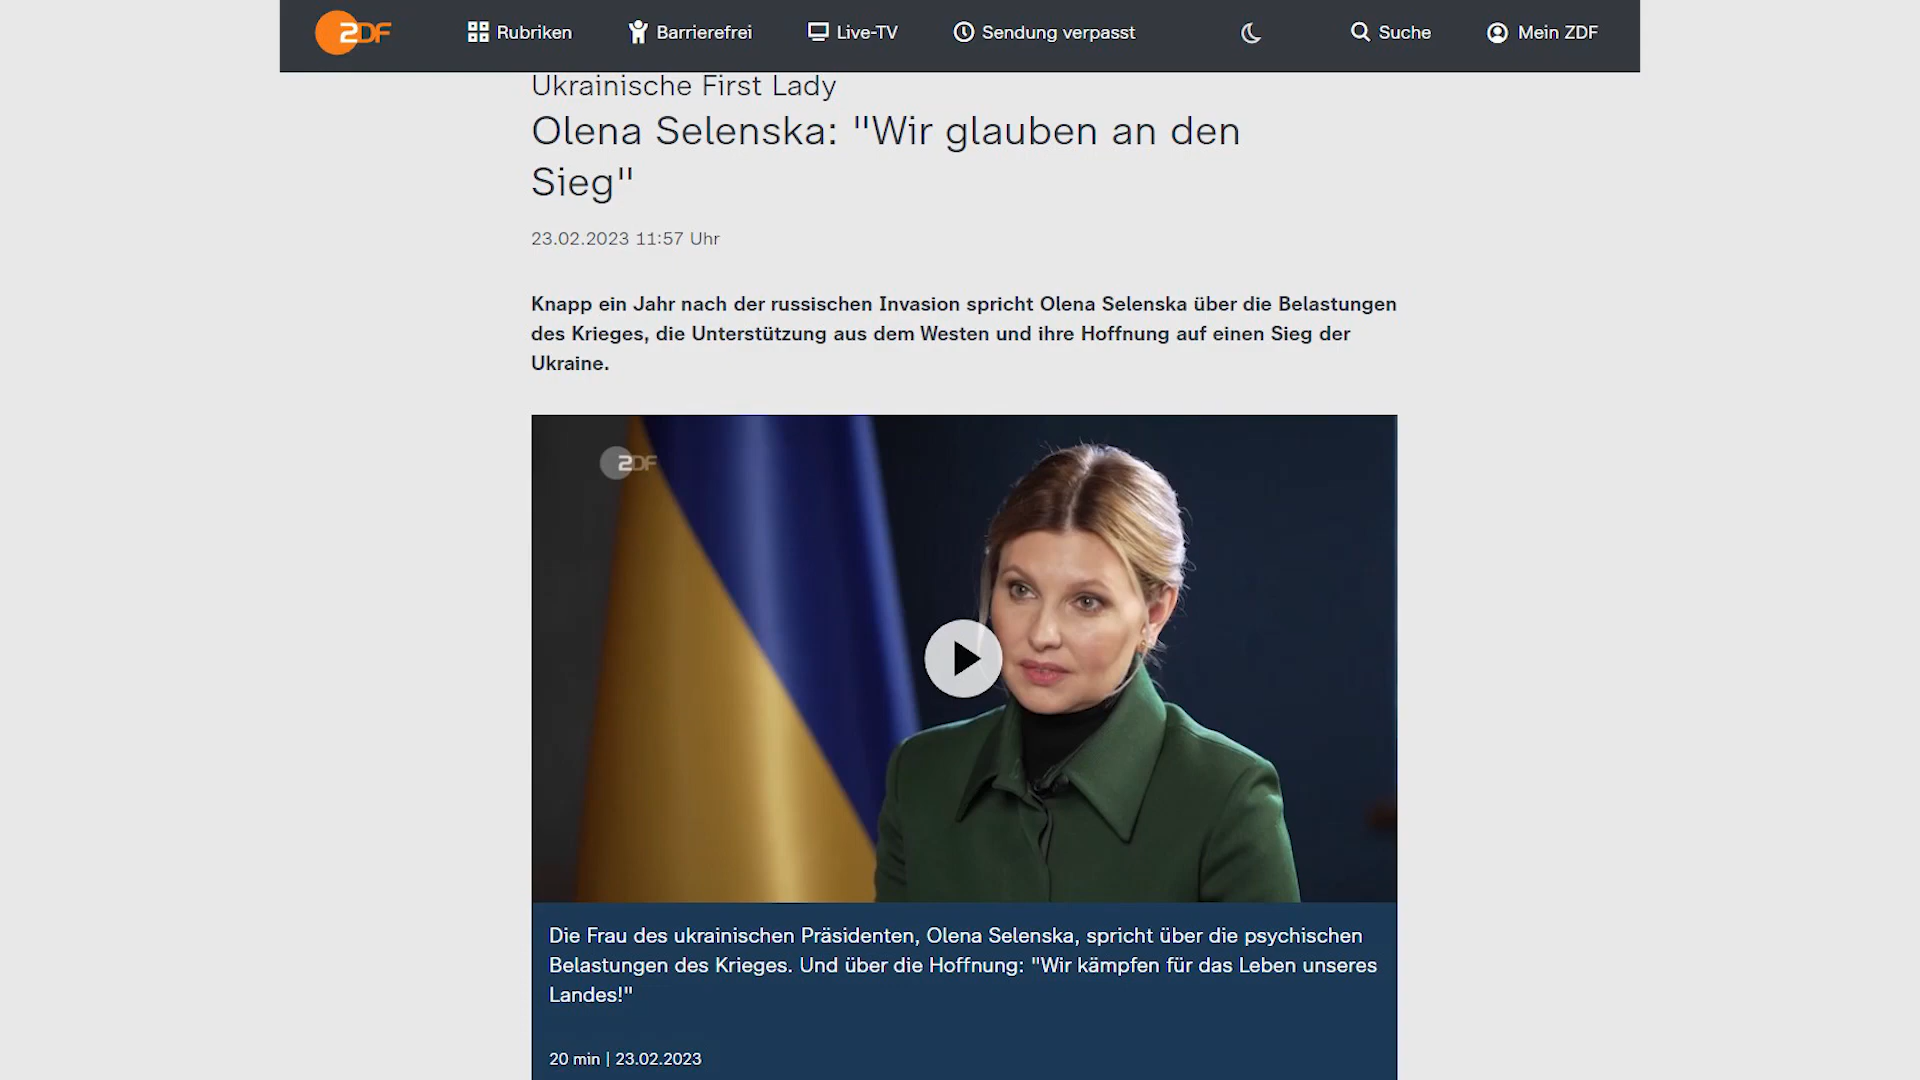 ZDF Rubriken Barrierefrei Live-TV Sendung verpasst Suche Mein ZDF
Ukrainische First Lady
Olena Selenska: "Wir glauben an den
Sieg"
23.02.2023 11:57 Uhr
Knapp ein Jahr nach der russischen Invasion spricht Olena Selenska über die Belastungen
des Krieges, die Unterstützung aus dem Westen und ihre Hoffnung auf einen Sieg der
Ukraine.
ZDF
Die Frau des ukrainischen Präsidenten, Olena Selenska, spricht über die psychischen
Belastungen des Krieges. Und über die Hoffnung: "Wir kämpfen für das Leben unseres
Landes!"
20 min | 23.02.2023